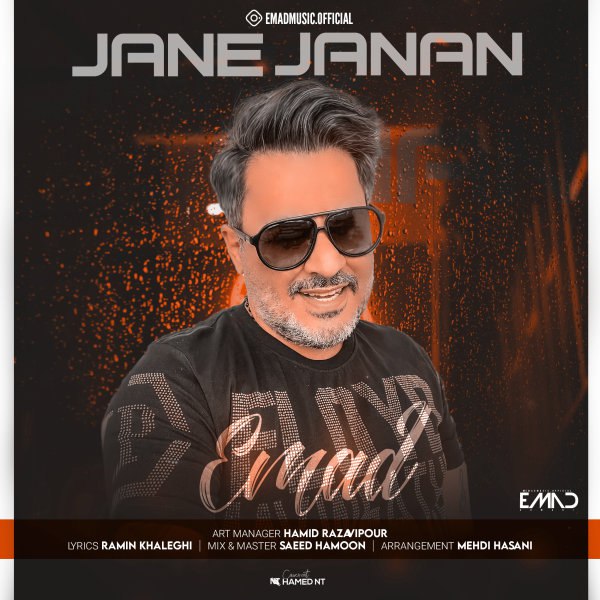 EMADMUSIC.OFFICIAL
JANE JANAN
Emad
EMAD
ART MANAGER HAMID RAZAVIPOUR
LYRICS RAMIN KHALEGHI | MIX & MASTER SAEED HAMOON | ARRANGEMENT MEHDI HASANI
HAMED NT